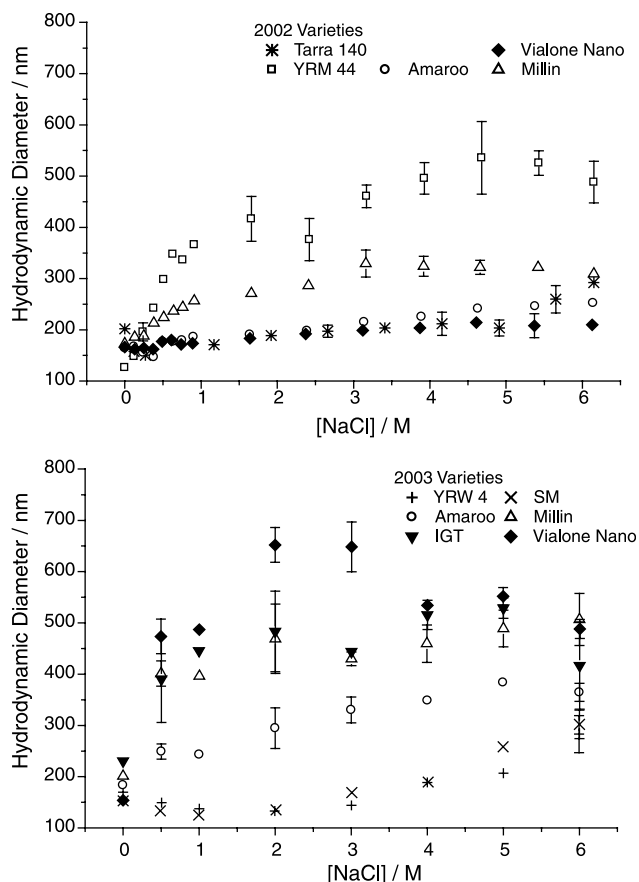 2002 Varieties
Tarra 140 Vialone Nano
YRM 44 Amaroo Millin
800
700
600
500
400
300
200
100
Hydrodynamic Diameter / nm
0 1 2 3 4 5 6
[NaCl] / M
2003 Varieties
YRW 4 SM
Amaroo Millin
IGT Vialone Nano
800
700
600
500
400
300
200
100
Hydrodynamic Diameter / nm
0 1 2 3 4 5 6
[NaCl] / M